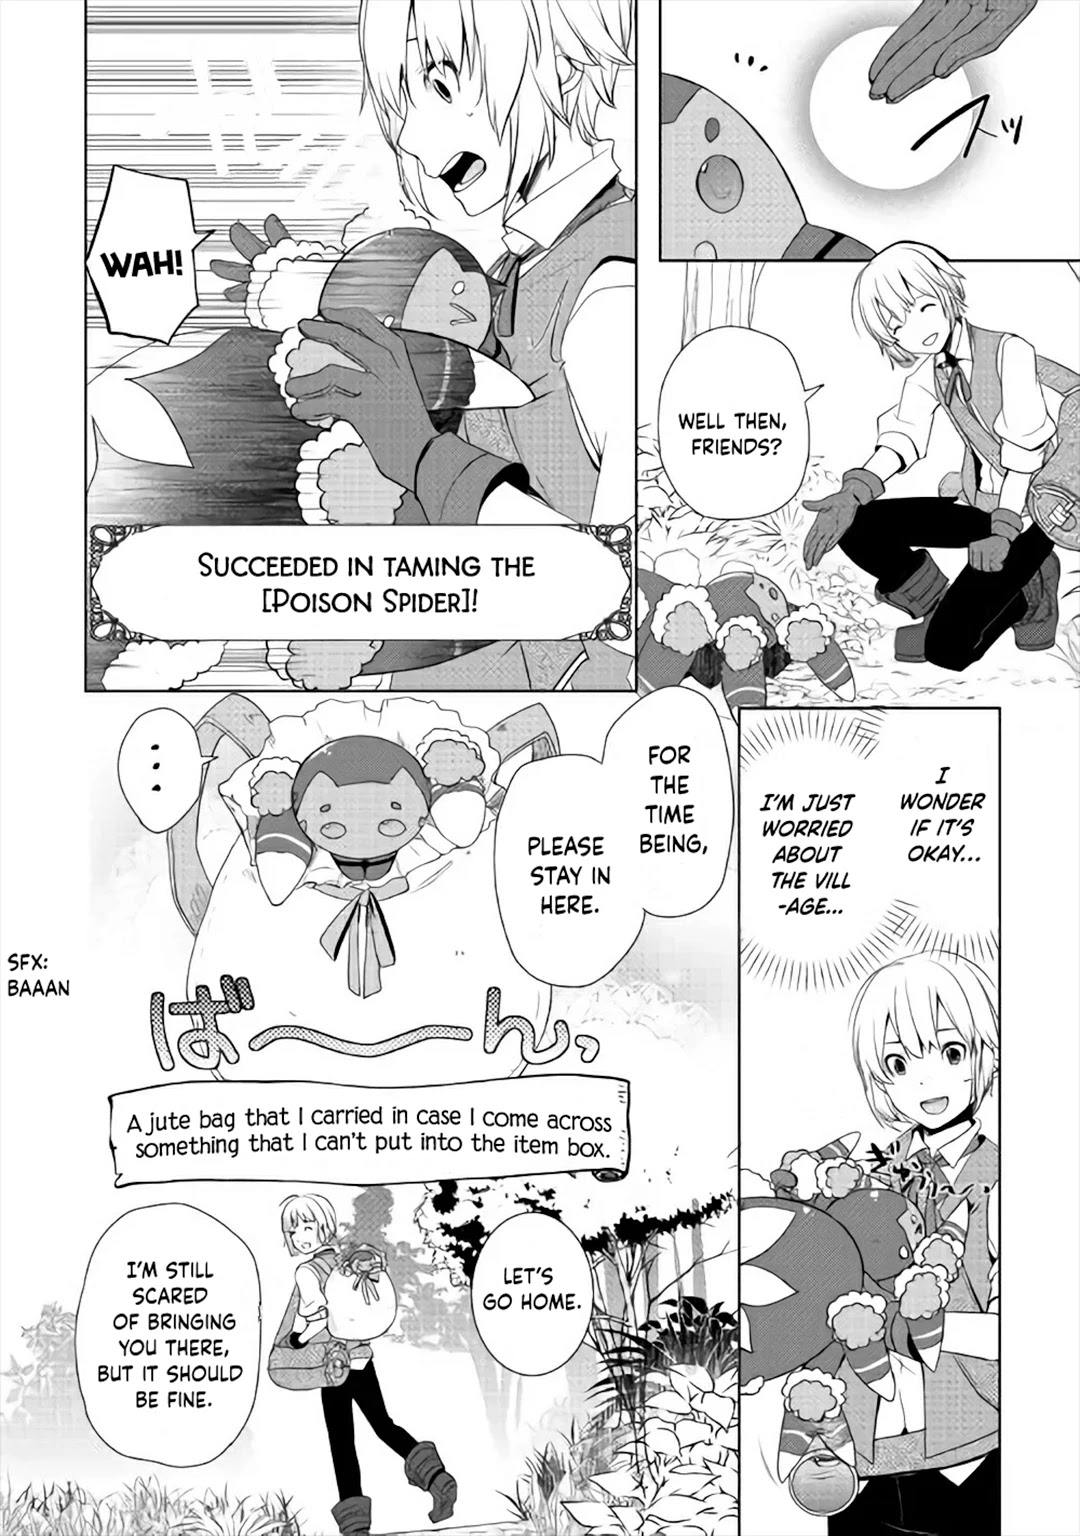 ッ
WELL THEN,
FRIENDS?
WAH!
SUCCEEDED IN TAMING THE
[POISON SPIDER]!
I
WONDER
IF IT'S
OKAY...
I'M JUST
WORRIED
ABOUT
THE VILL
-AGE...
FOR
THE
TIME
BEING,
PLEASE
STAY IN
HERE.
...
SFX:
BAAAN
ば〜んっ
A jute bag that I carried in case I come across
something that I can't put into the item box.
LET'S
GO HOME.
I'M STILL
SCARED
OF BRINGING
YOU THERE,
BUT IT SHOULD
BE FINE.